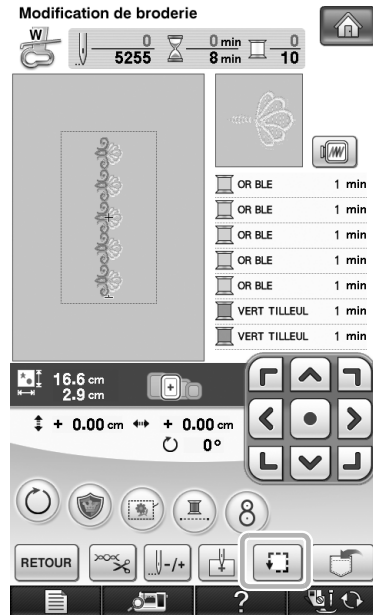 Modification de broderie
W
0 0 min 0
5255 8 min 10
OR BLE 1 min
OR BLE 1 min
OR BLE 1 min
OR BLE 1 min
OR BLE 1 min
VERT TILLEUL 1 min
VERT TILLEUL 1 min
16.6 cm
2.9 cm
+ 0.00 cm + 0.00 cm
0°
8
RETOUR -/+
?